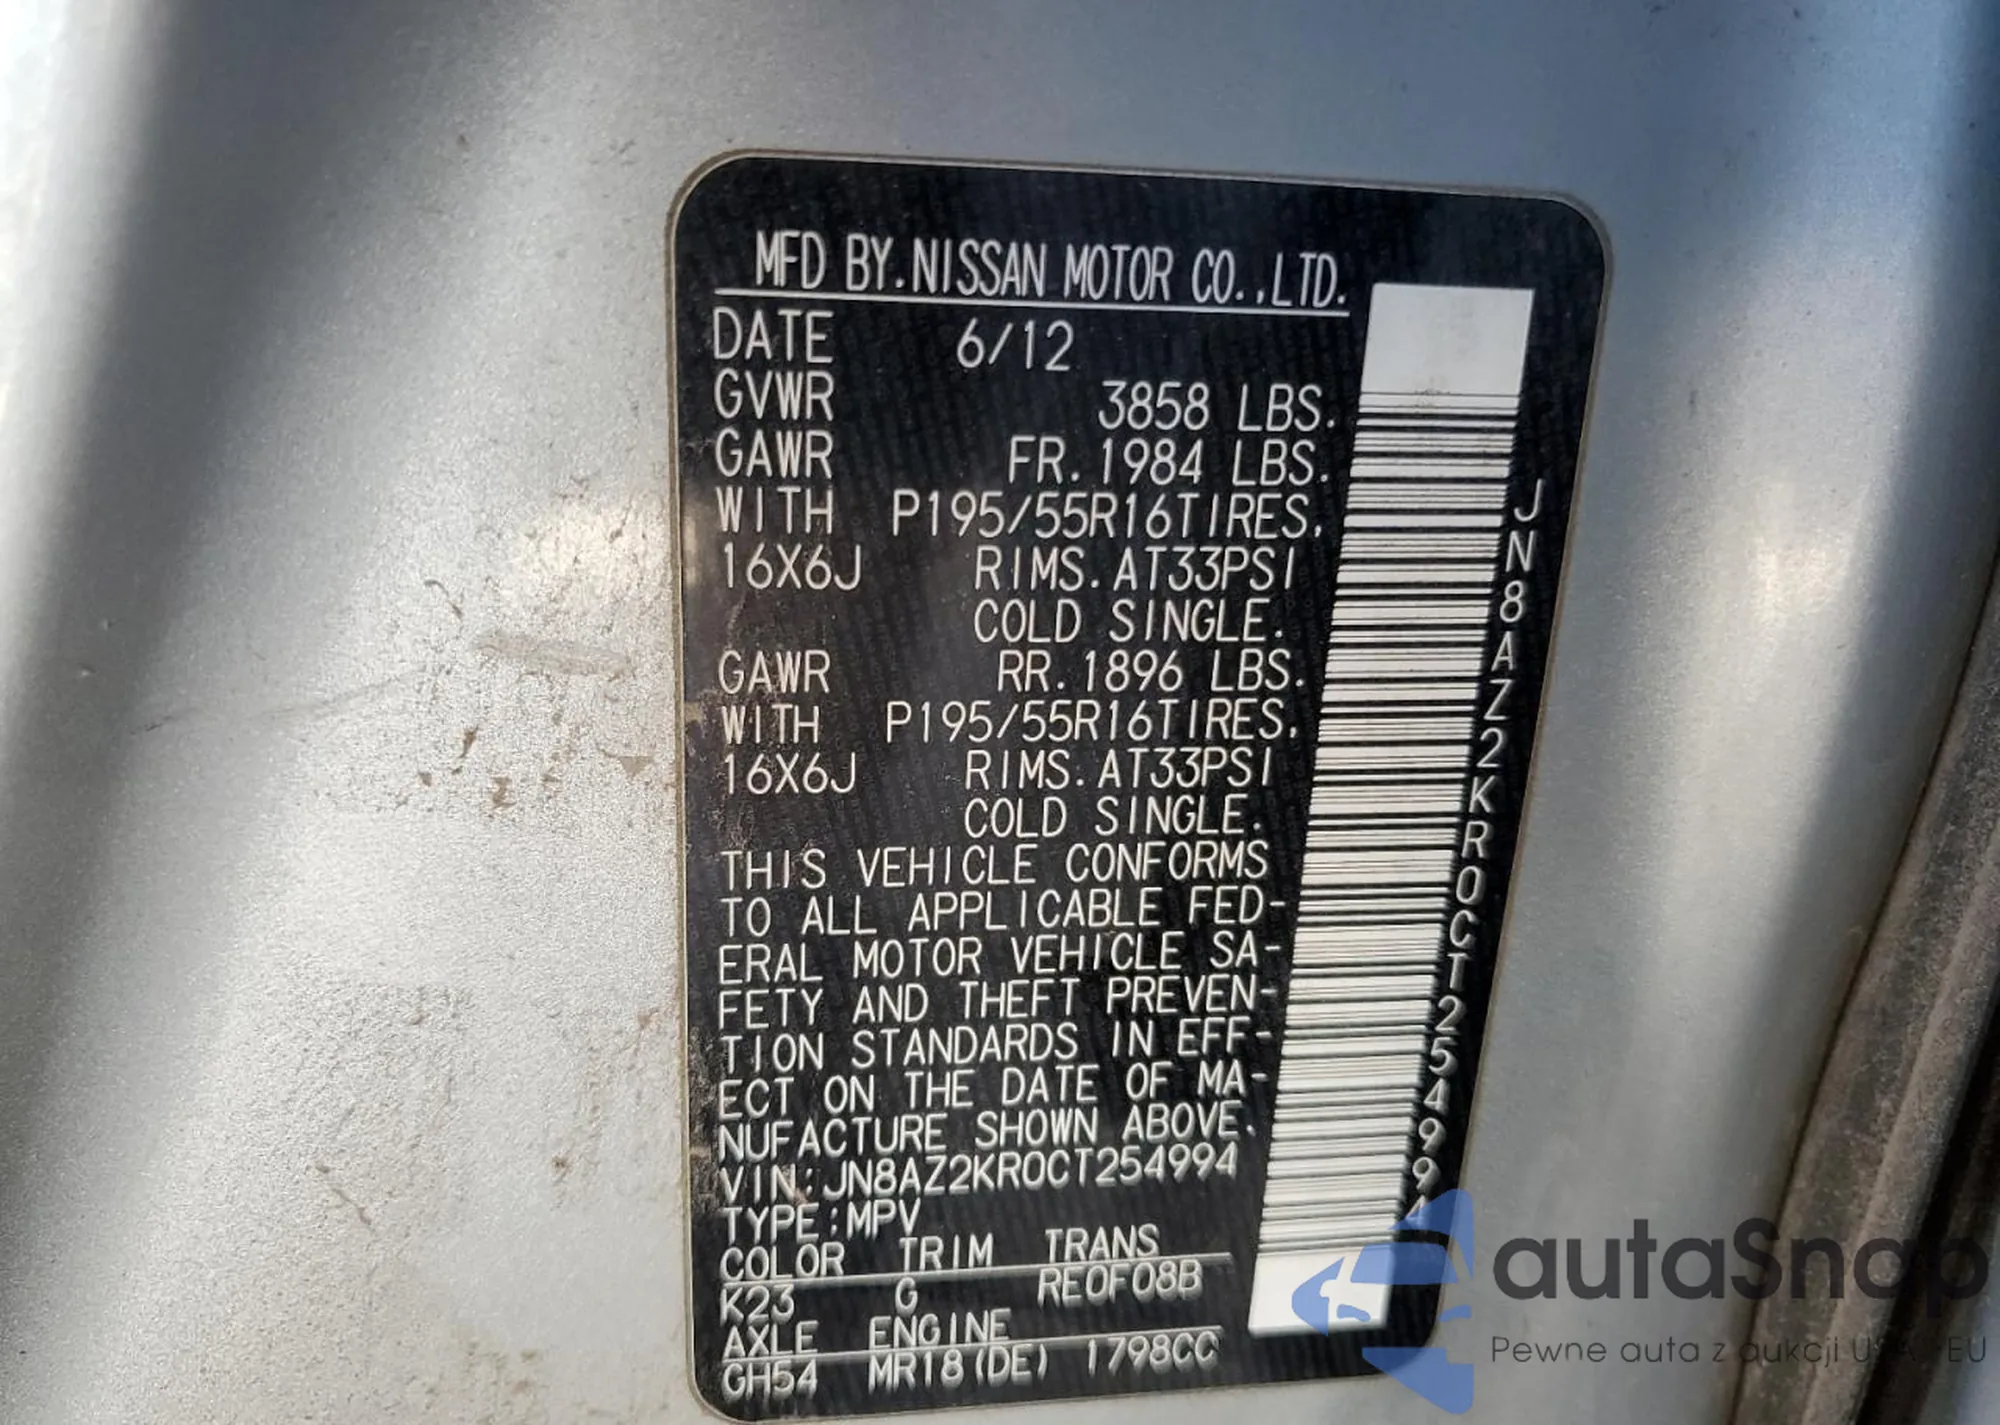 MFD BY.NISSAN MOTOR CO.,LTD.
DATE 6/12
GVWR 3858 LBS.
GAWR FR.1984 LBS.
WITH P195/55R16TIRES,
16X6J RIMS.AT33PSI
COLD SINGLE.
GAWR RR.1896 LBS.
WITH P195/55R16TIRES,
16X6J RIMS.AT33PSI
COLD SINGLE.
THIS VEHICLE CONFORMS
TO ALL APPLICABLE FED-
ERAL MOTOR VEHICLE SA-
FETY AND THEFT PREVEN-
TION STANDARDS IN EFF-
ECT ON THE DATE OF MA-
NUFACTURE SHOWN ABOVE.
VIN:JN8AZ2KR0CT254994
TYPE:MPV
COLOR TRIM TRANS
K23 G RE0F08B
AXLE ENGINE
GH54 MR18(DE) 1798CC
JN8AZ2KR0CT254994
autaSnap
Pewne auta z aukcji USA i EU